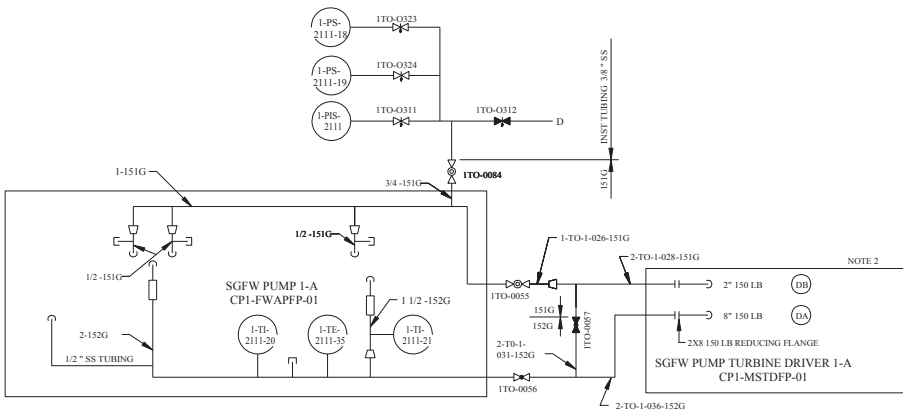 1-PS-
2111-18
1TO-O323
1-PS-
2111-19
1TO-O324
1-PIS-
2111
1TO-O311
1TO-O312
D
INST TUBING 3/8 " SS
151G
1TO-0084
3/4 -151G
1-151G
1/2 -151G
1/2 -151G
SGFW PUMP 1-A
CP1-FWAPFP-01
1 1/2 -152G
1-TI-
2111-20
1-TE-
2111-35
1-TI-
2111-21
2-152G
1/2 " SS TUBING
1TO-0055
1-TO-1-026-151G
2-TO-1-028-151G
151G
152G
1TO-0057
2-T0-1-
031-152G
1TO-0056
2-TO-1-036-152G
NOTE 2
2" 150 LB
DB
8" 150 LB
DA
2X8 150 LB REDUCING FLANGE
SGFW PUMP TURBINE DRIVER 1-A
CP1-MSTDFP-01